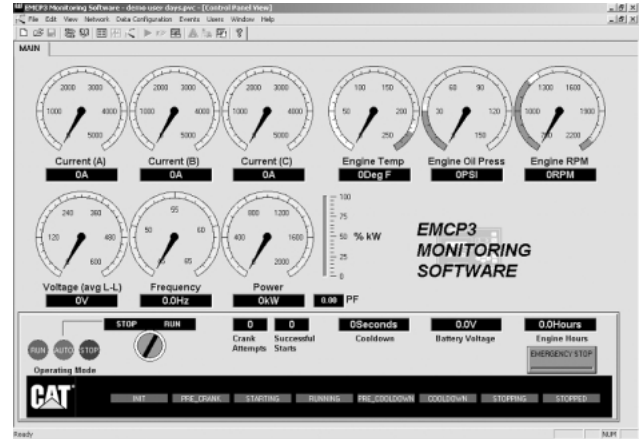 EMCP3 Monitoring Software - demo user days.pvc - [Control Panel View]
File Edit View Network Data Configuration Events Users Window Help
MAIN
2000 3000 2000 3000 2000 3000 100 150 60 90 1300 1600
1000 4000 1000 4000 1000 4000 50 200 30 120 1000 1900
5000 5000 5000 250 150 700 2200
Current (A) Current (B) Current (C) Engine Temp Engine Oil Press Engine RPM
0A 0A 0A 0Deg F 0PSI 0RPM
240 360 55 800 1200 100
75
120 480 50 60 400 1600 50 % kW
600 45 65 2000 25
0
EMCP3
MONITORING
SOFTWARE
Voltage (avg L-L) Frequency Power
0V 0.0Hz 0kW 0.00 PF
STOP RUN 0 0 0Seconds 0.0V 0.0Hours
Crank Successful Cooldown Battery Voltage Engine Hours
Attempts Starts
RUN AUTO STOP EMERGENCY STOP
Operating Mode
CAT INIT PRE_CRANK STARTING RUNNING PRE_COOLDOWN COOLDOWN STOPPING STOPPED
Ready NUM